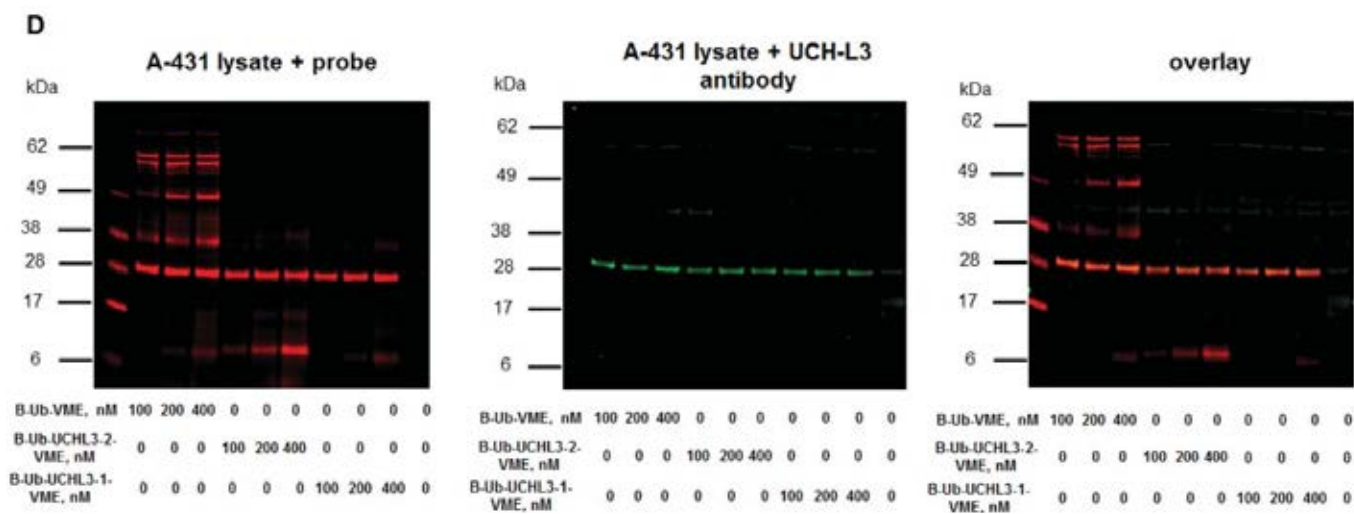 D
A-431 lysate + probe
kDa
62
49
38
28
17
6
B-Ub-VME, nM 100 200 400 0 0 0 0 0 0 0
B-Ub-UCHL3-2-
VME, nM 0 0 0 100 200 400 0 0 0 0
B-Ub-UCHL3-1-
VME, nM 0 0 0 0 0 0 100 200 400 0
A-431 lysate + UCH-L3
antibody
kDa
62
49
38
28
17
6
B-Ub-VME, nM 100 200 400 0 0 0 0 0 0 0
B-Ub-UCHL3-2-
VME, nM 0 0 0 100 200 400 0 0 0 0
B-Ub-UCHL3-1-
VME, nM 0 0 0 0 0 0 100 200 400 0
overlay
kDa
62
49
38
28
17
6
B-Ub-VME, nM 100 200 400 0 0 0 0 0 0 0
B-Ub-UCHL3-2-
VME, nM 0 0 0 100 200 400 0 0 0 0
B-Ub-UCHL3-1-
VME, nM 0 0 0 0 0 0 100 200 400 0